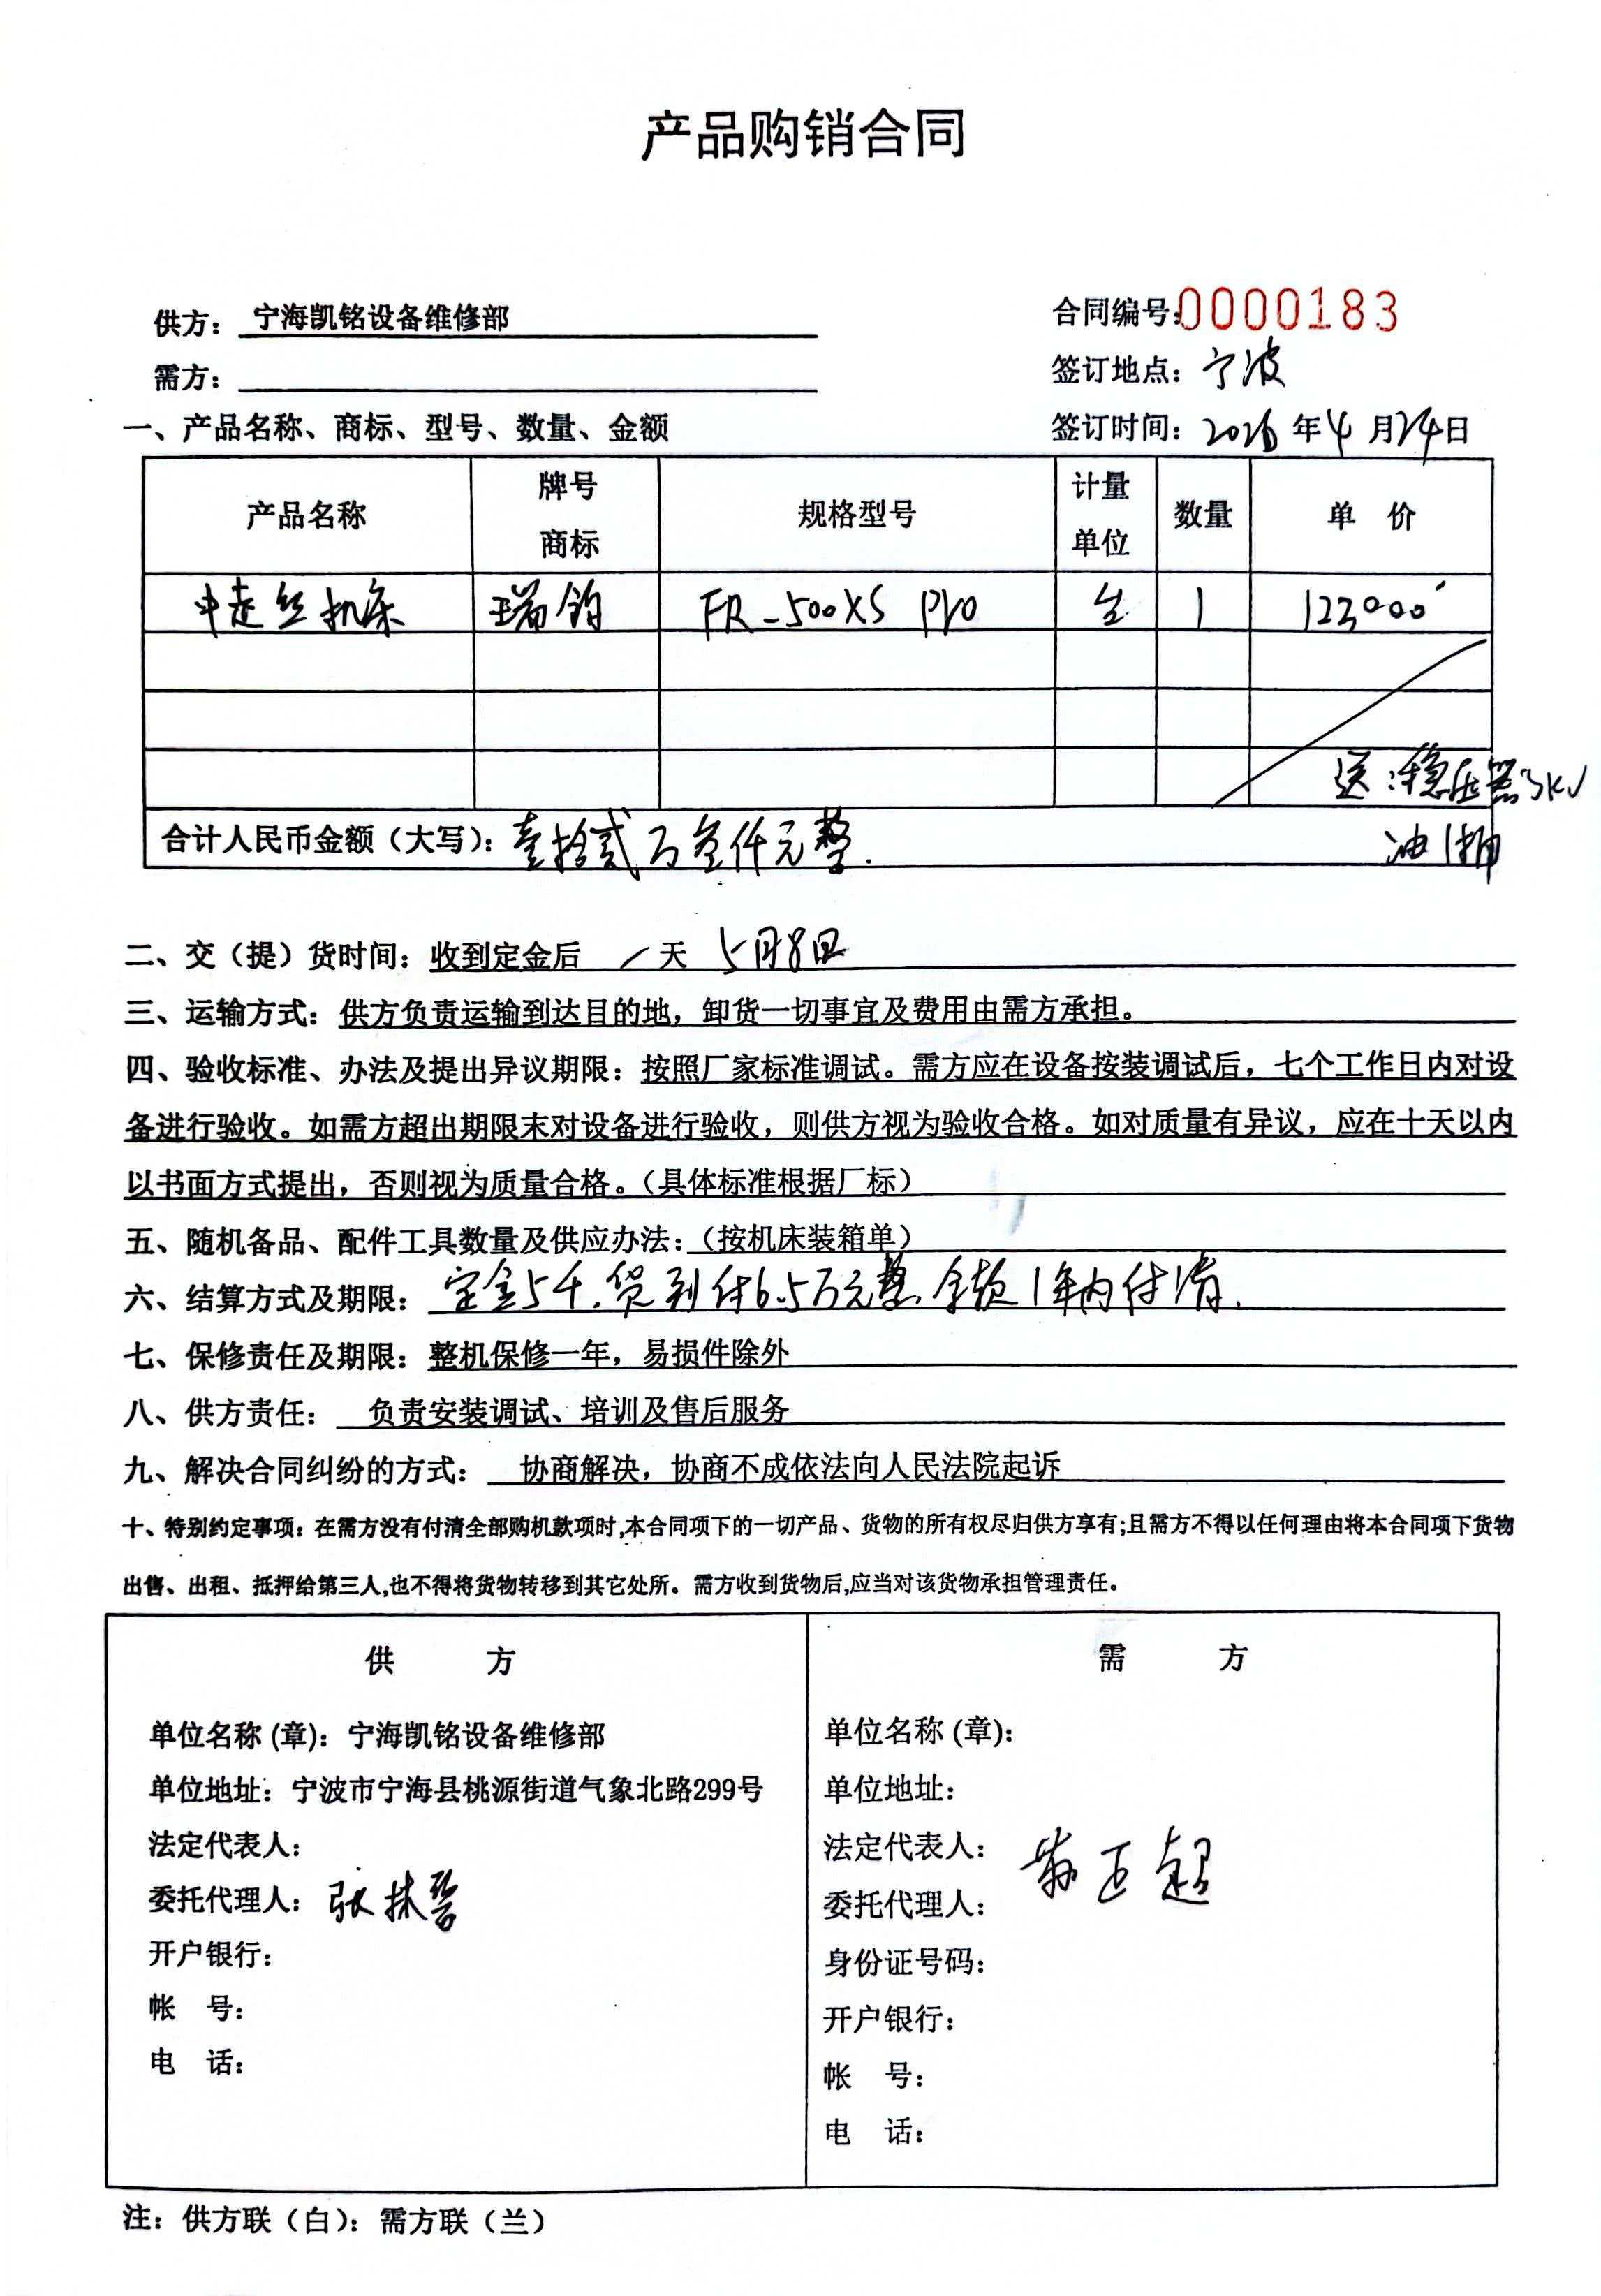 产品购销合同
供方： 宁海凯铭设备维修部
合同编号:0000183
需方：
签订地点：宁波
一、产品名称、商标、型号、数量、金额
签订时间：2026年4月24日
产品名称 牌号商标 规格型号 计量单位 数量 单 价
中走丝机床 瑞钧 FR-500XS Pro 台 1 123000
送:稳压器3KV
合计人民币金额（大写）：壹拾贰万叁仟元整.
油1桶
二、交（提）货时间：收到定金后 / 天 5月8日
三、运输方式：供方负责运输到达目的地，卸货一切事宜及费用由需方承担。
四、验收标准、办法及提出异议期限：按照厂家标准调试。需方应在设备按装调试后，七个工作日内对设
备进行验收。如需方超出期限末对设备进行验收，则供方视为验收合格。如对质量有异议，应在十天以内
以书面方式提出，否则视为质量合格。（具体标准根据厂标）
五、随机备品、配件工具数量及供应办法：（按机床装箱单）
六、结算方式及期限：定金5千.货到付6.5万元整.余款1年内付清.
七、保修责任及期限：整机保修一年，易损件除外
八、供方责任： 负责安装调试、培训及售后服务
九、解决合同纠纷的方式： 协商解决，协商不成依法向人民法院起诉
十、特别约定事项：在需方没有付清全部购机款项时,本合同项下的一切产品、货物的所有权尽归供方享有;且需方不得以任何理由将本合同项下货物
出售、出租、抵押给第三人,也不得将货物转移到其它处所。需方收到货物后,应当对该货物承担管理责任。
供 方
单位名称 (章)：宁海凯铭设备维修部
单位地址：宁波市宁海县桃源街道气象北路299号
法定代表人：
委托代理人：张
开户银行：
帐 号：
电 话：
需 方
单位名称 (章)：
单位地址：
法定代表人：
正超
委托代理人：
身份证号码：
开户银行：
帐 号：
电 话：
注：供方联（白）：需方联（兰）